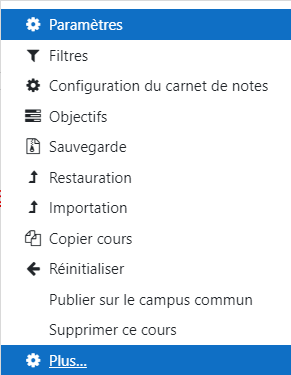 Paramètres
Filtres
Configuration du carnet de notes
Objectifs
Sauvegarde
Restauration
Importation
Copier cours
Réinitialiser
Publier sur le campus commun
Supprimer ce cours
Plus...